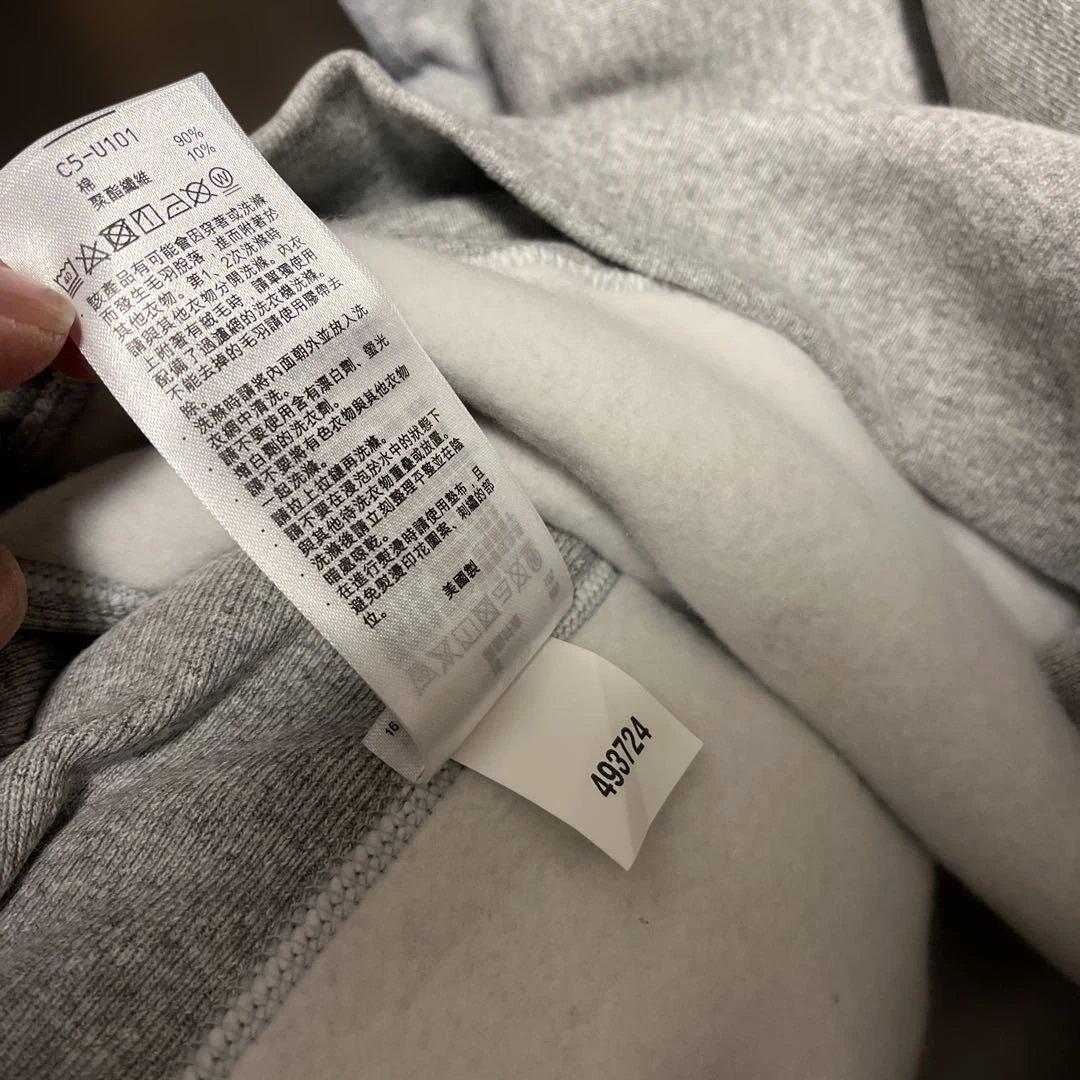 C5-U101
棉 90%
聚酯纖維 10%
該產品有可能會因穿著或洗滌
而發生毛羽脫落，進而附著於
其他衣物。第1、2次洗滌時
請與其他衣物分開洗滌。內衣
上附著有絨毛時，請單獨使用
配備了過濾網的洗衣機洗滌。
不能去掉的毛羽請使用膠帶去
除。
· 洗滌時請將內面朝外並放入洗
衣網中清洗。
· 請不要使用含有漂白劑、螢光
增白劑的洗衣劑。
· 請不要將有色衣物與其他衣物
一起洗滌。
· 請拉上拉鏈再洗滌。
· 請不要在浸泡於水中的狀態下
與其他待洗衣物重疊或放置。
· 洗滌後請立刻整理平整並在陰
暗處晾乾。
· 在進行熨燙時請使用墊布，且
避免熨燙印花圖案、刺繡的部
位。
美國製
16
493724